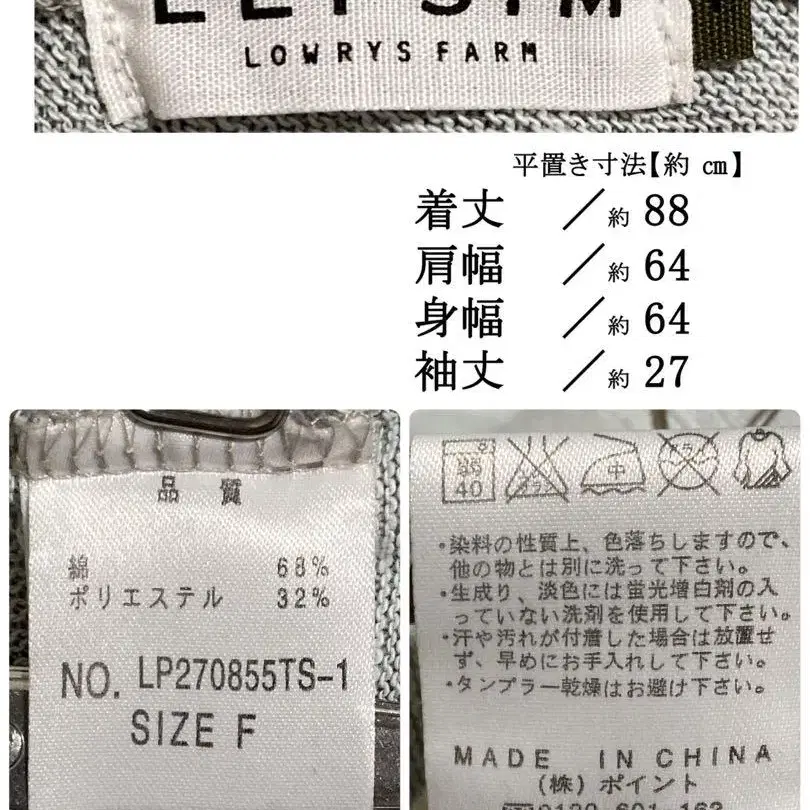 LEPSIM
LOWRYS FARM
平置き寸法【約 ㎝】
着丈 ／約 88
肩幅 ／約 64
身幅 ／約 64
袖丈 ／約 27
品質
綿 68%
ポリエステル 32%
NO. LP270855TS-1
SIZE F
40
中
・染料の性質上、色落ちしますので、
他の物とは別に洗って下さい。
・生成り、淡色には蛍光増白剤の入
っていない洗剤を使用して下さい。
・汗や汚れが付着した場合は放置せ
ず、早めにお手入れして下さい。
・タンブラー乾燥はお避け下さい。
MADE IN CHINA
(株) ポイント